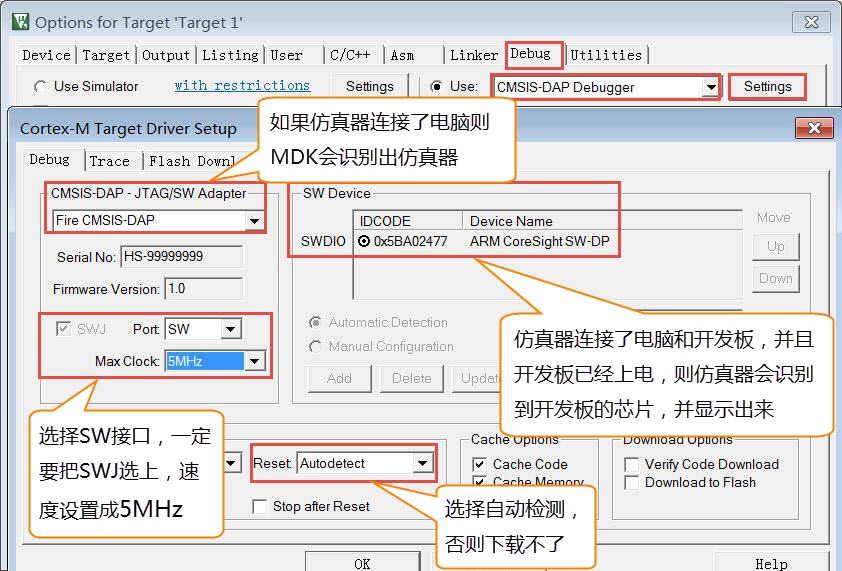 Options for Target 'Target 1'
Device Target Output Listing User C/C++ Asm Linker Debug Utilities
Use Simulator with restrictions Settings Use: CMSIS-DAP Debugger Settings
Cortex-M Target Driver Setup
如果仿真器连接了电脑则
MDK会识别出仿真器
Debug Trace Flash Downl
CMSIS-DAP - JTAG/SW Adapter
Fire CMSIS-DAP
Serial No: HS-99999999
Firmware Version: 1.0
SWJ Port: SW
Max Clock: 5MHz
SW Device
IDCODE Device Name
SWDIO 0x5BA02477 ARM CoreSight SW-DP
Move
Up
Down
Automatic Detection
Manual Configuration
Add Delete Updat
仿真器连接了电脑和开发板，并且
开发板已经上电，则仿真器会识别
到开发板的芯片，并显示出来
选择SW接口，一定
要把SWJ选上，速
度设置成5MHz
Reset: Autodetect
Stop after Reset
选择自动检测，
否则下载不了
Cache Options
Cache Code
Cache Memory
Download Options
Verify Code Download
Download to Flash
OK Help